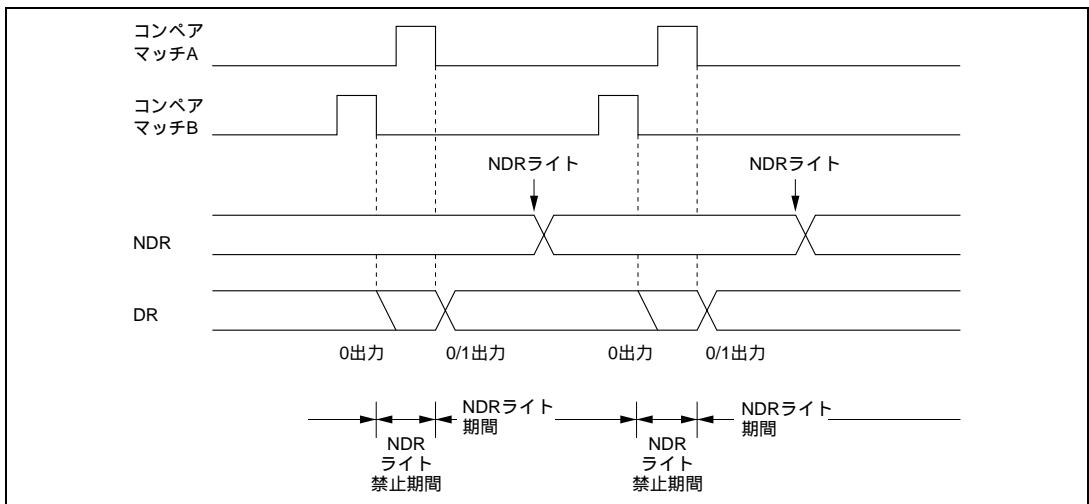 コンペア
マッチA
コンペア
マッチB
NDRライト
NDRライト
NDR
DR
0出力
0/1出力
0出力
0/1出力
NDRライト
期間
NDRライト
期間
NDR
ライト
禁止期間
NDR
ライト
禁止期間